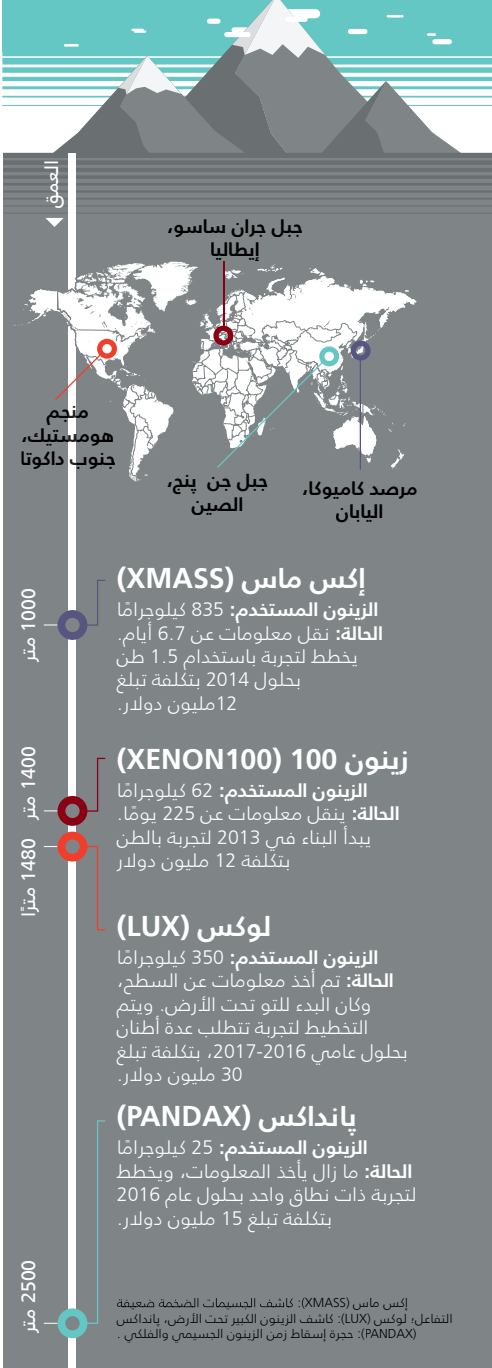 العمق
جبل جران ساسو،
إيطاليا
منجم
هومستيك،
جنوب داكوتا
جبل جن پنج،
الصين
مرصد كاميوكا،
اليابان
1000 متر
إكس ماس (XMASS)
الزينون المستخدم: 835 كيلوجرامًا
الحالة: نقل معلومات عن 6.7 أيام.
يخطط لتجربة باستخدام 1.5 طن
بحلول 2014 بتكلفة تبلغ
12مليون دولار.
1400 متر
زينون 100 (XENON100)
الزينون المستخدم: 62 كيلوجرامًا
الحالة: ينقل معلومات عن 225 يومًا.
يبدأ البناء في 2013 لتجربة بالطن
بتكلفة 12 مليون دولار
1480 مترًا
لوكس (LUX)
الزينون المستخدم: 350 كيلوجرامًا
الحالة: تم أخذ معلومات عن السطح،
وكان البدء للتو تحت الأرض. ويتم
التخطيط لتجربة تتطلب عدة أطنان
بحلول عامي 2016-2017، بتكلفة تبلغ
30 مليون دولار.
پانداكس (PANDAX)
الزينون المستخدم: 25 كيلوجرامًا
الحالة: ما زال يأخذ المعلومات، ويخطط
لتجربة ذات نطاق واحد بحلول عام 2016
بتكلفة تبلغ 15 مليون دولار.
2500 متر
إكس ماس (XMASS): كاشف الجسيمات الضخمة ضعيفة
التفاعل؛ لوكس (LUX): كاشف الزينون الكبير تحت الأرض، پانداكس
(PANDAX): حجرة إسقاط زمن الزينون الجسيمي والفلكي .